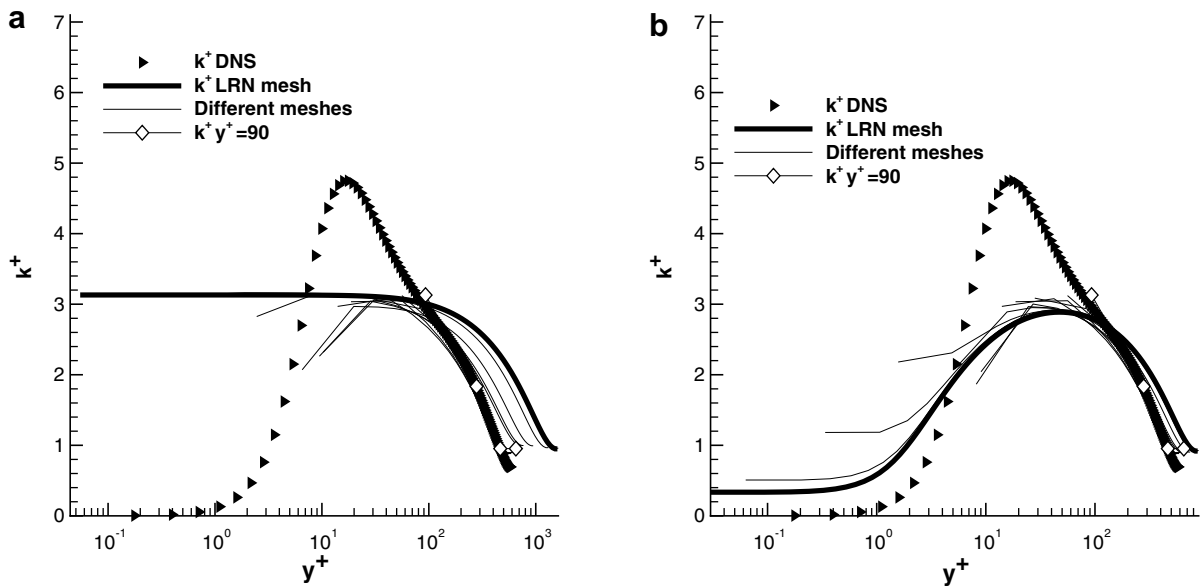 a
7
6
5
4
3
2
1
0
k+
k+ DNS
k+ LRN mesh
Different meshes
k+ y+=90
10-1
100
101
102
103
y+
b
7
6
5
4
3
2
1
0
k+
k+ DNS
k+ LRN mesh
Different meshes
k+ y+=90
10-1
100
101
102
y+